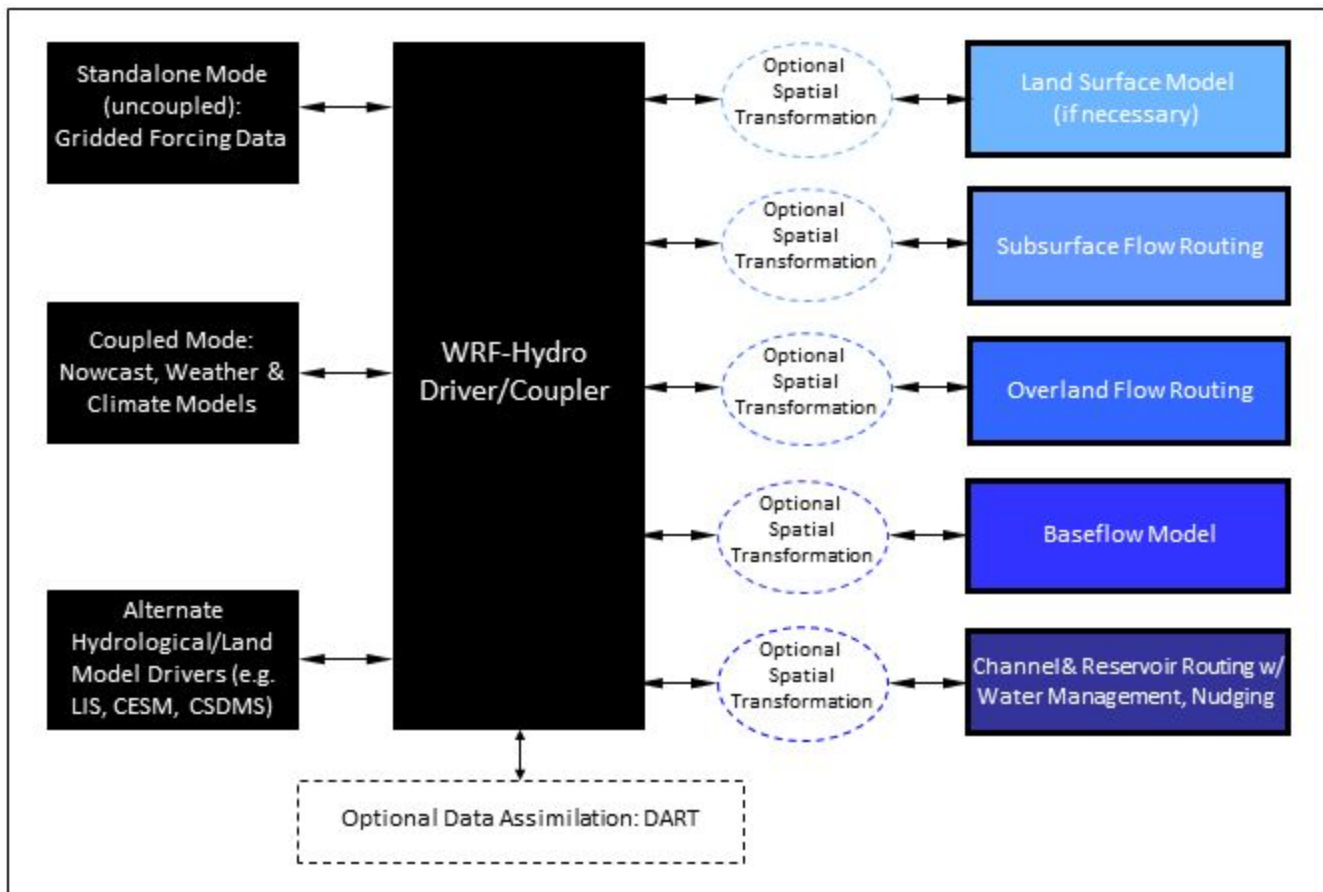 Standalone Mode
(uncoupled):
Gridded Forcing Data
Coupled Mode:
Nowcast, Weather &
Climate Models
Alternate
Hydrological/Land
Model Drivers (e.g.
LIS, CESM, CSDMS)
WRF-Hydro
Driver/Coupler
Optional
Spatial
Transformation
Land Surface Model
(if necessary)
Optional
Spatial
Transformation
Subsurface Flow Routing
Optional
Spatial
Transformation
Overland Flow Routing
Optional
Spatial
Transformation
Baseflow Model
Optional
Spatial
Transformation
Channel& Reservoir Routing w/
Water Management, Nudging
Optional Data Assimilation: DART